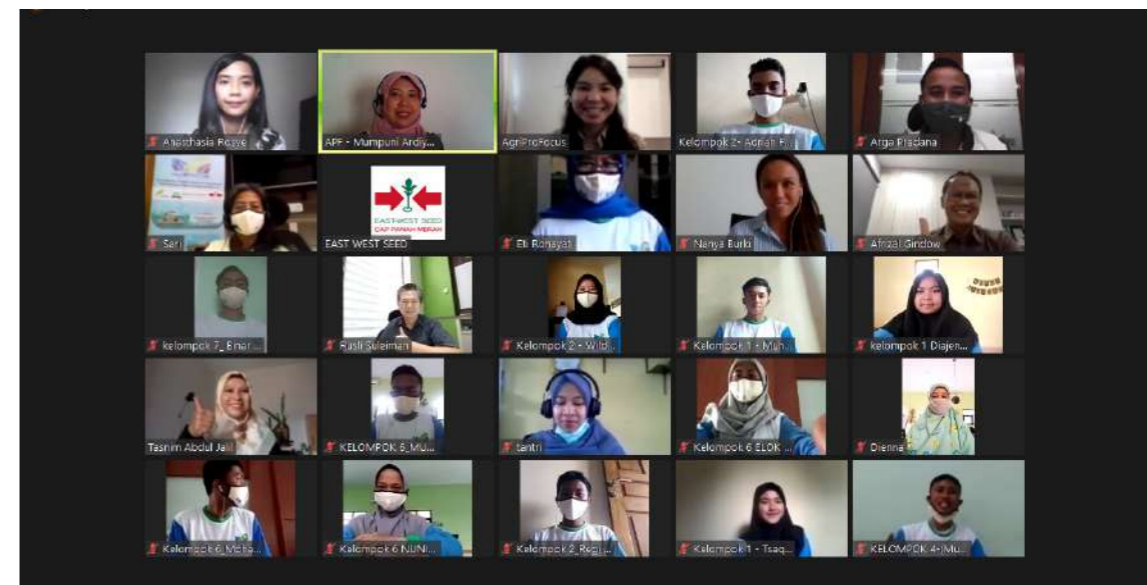 Anasthasia Rosye
APF - Mumpuni Ardiy...
AgriProFocus
Kelompok 2- Adrian F...
Arga Pradana
Sari
EAST-WEST SEED
CAP PANAH MERAH
EAST WEST SEED
Eli Rohayati
Nanya Burki
Afrizal Gindow
kelompok 7_ Einar ...
Rusli Suleiman
Kelompok 2 - Wild...
Kelompok 1 - Muh...
kelompok 1 Diajen...
Tasnim Abdul Jalil
KELOMPOK 6_MU...
tantri
Kelompok 6 ELOK ...
Dienna
Kelompok 6_Moha...
Kelompok 6 NUNI...
Kelompok 2_Regi ...
Kelompok 1 - Tsaq...
KELOMPOK 4-(Mu...